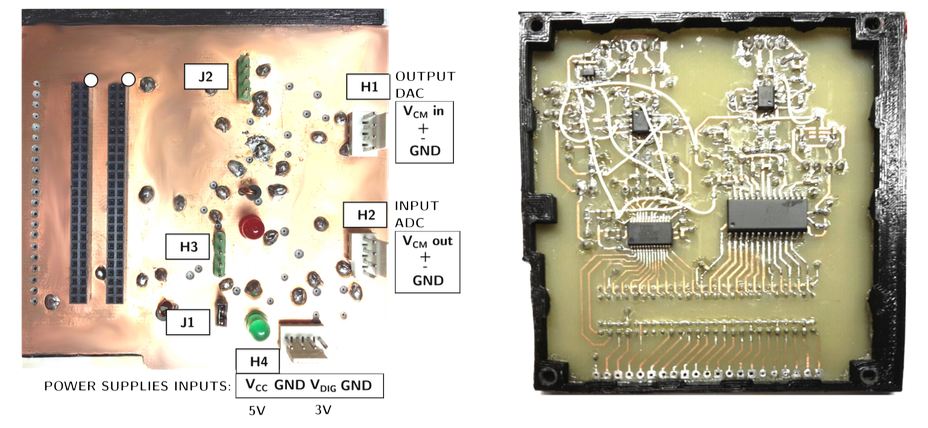 J2
H1
OUTPUT
DAC
VCM in
+
-
GND
H2
INPUT
ADC
VCM out
+
-
GND
H3
J1
H4
POWER SUPPLIES INPUTS:
VCC GND VDIG GND
5V 3V